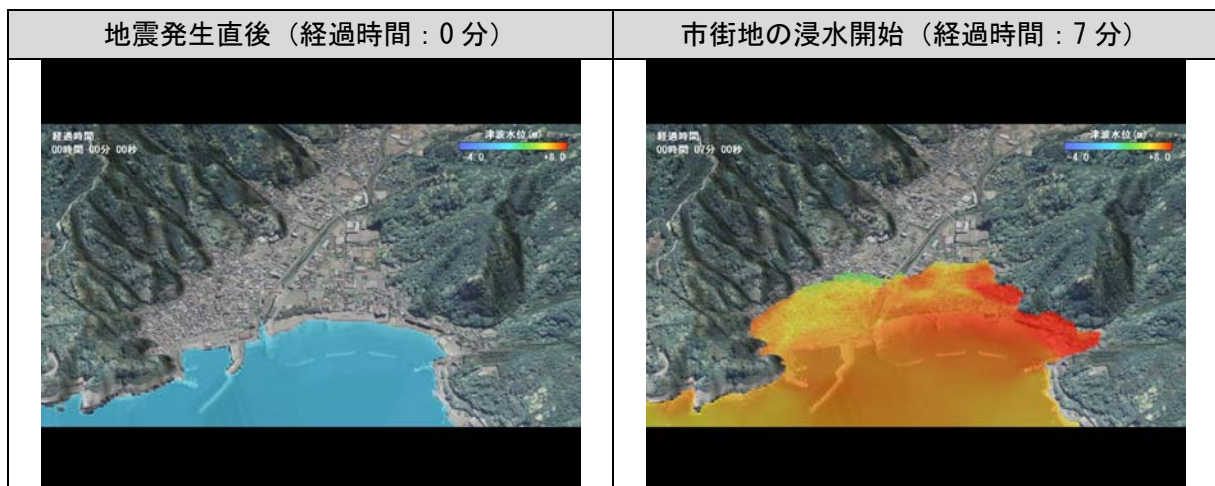 地震発生直後（経過時間：0分）
市街地の浸水開始（経過時間：7分）
経過時間
00時間 00分 00秒
津波水位(m)
-4.0 +8.0
経過時間
00時間 07分 00秒
津波水位(m)
-4.0 +8.0